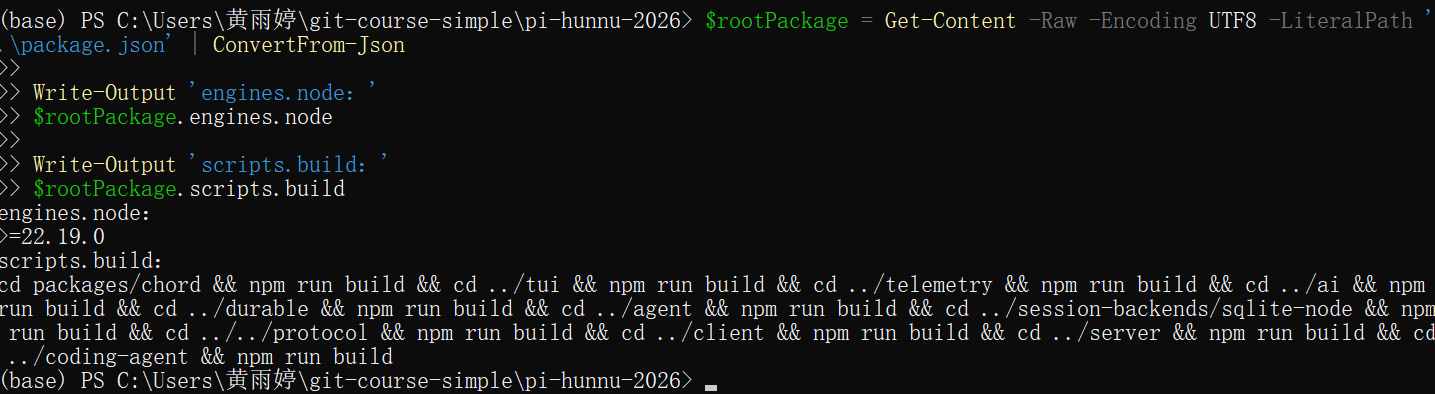 (base) PS C:\Users\黄雨婷\git-course-simple\pi-hunnu-2026> $rootPackage = Get-Content -Raw -Encoding UTF8 -LiteralPath '
.\package.json' | ConvertFrom-Json
>>
>> Write-Output 'engines.node：'
>> $rootPackage.engines.node
>>
>> Write-Output 'scripts.build：'
>> $rootPackage.scripts.build
engines.node：
>=22.19.0
scripts.build：
cd packages/chord && npm run build && cd ../tui && npm run build && cd ../telemetry && npm run build && cd ../ai && npm
run build && cd ../durable && npm run build && cd ../agent && npm run build && cd ../session-backends/sqlite-node && npm
run build && cd ../../protocol && npm run build && cd ../client && npm run build && cd ../server && npm run build && cd
../coding-agent && npm run build
(base) PS C:\Users\黄雨婷\git-course-simple\pi-hunnu-2026>